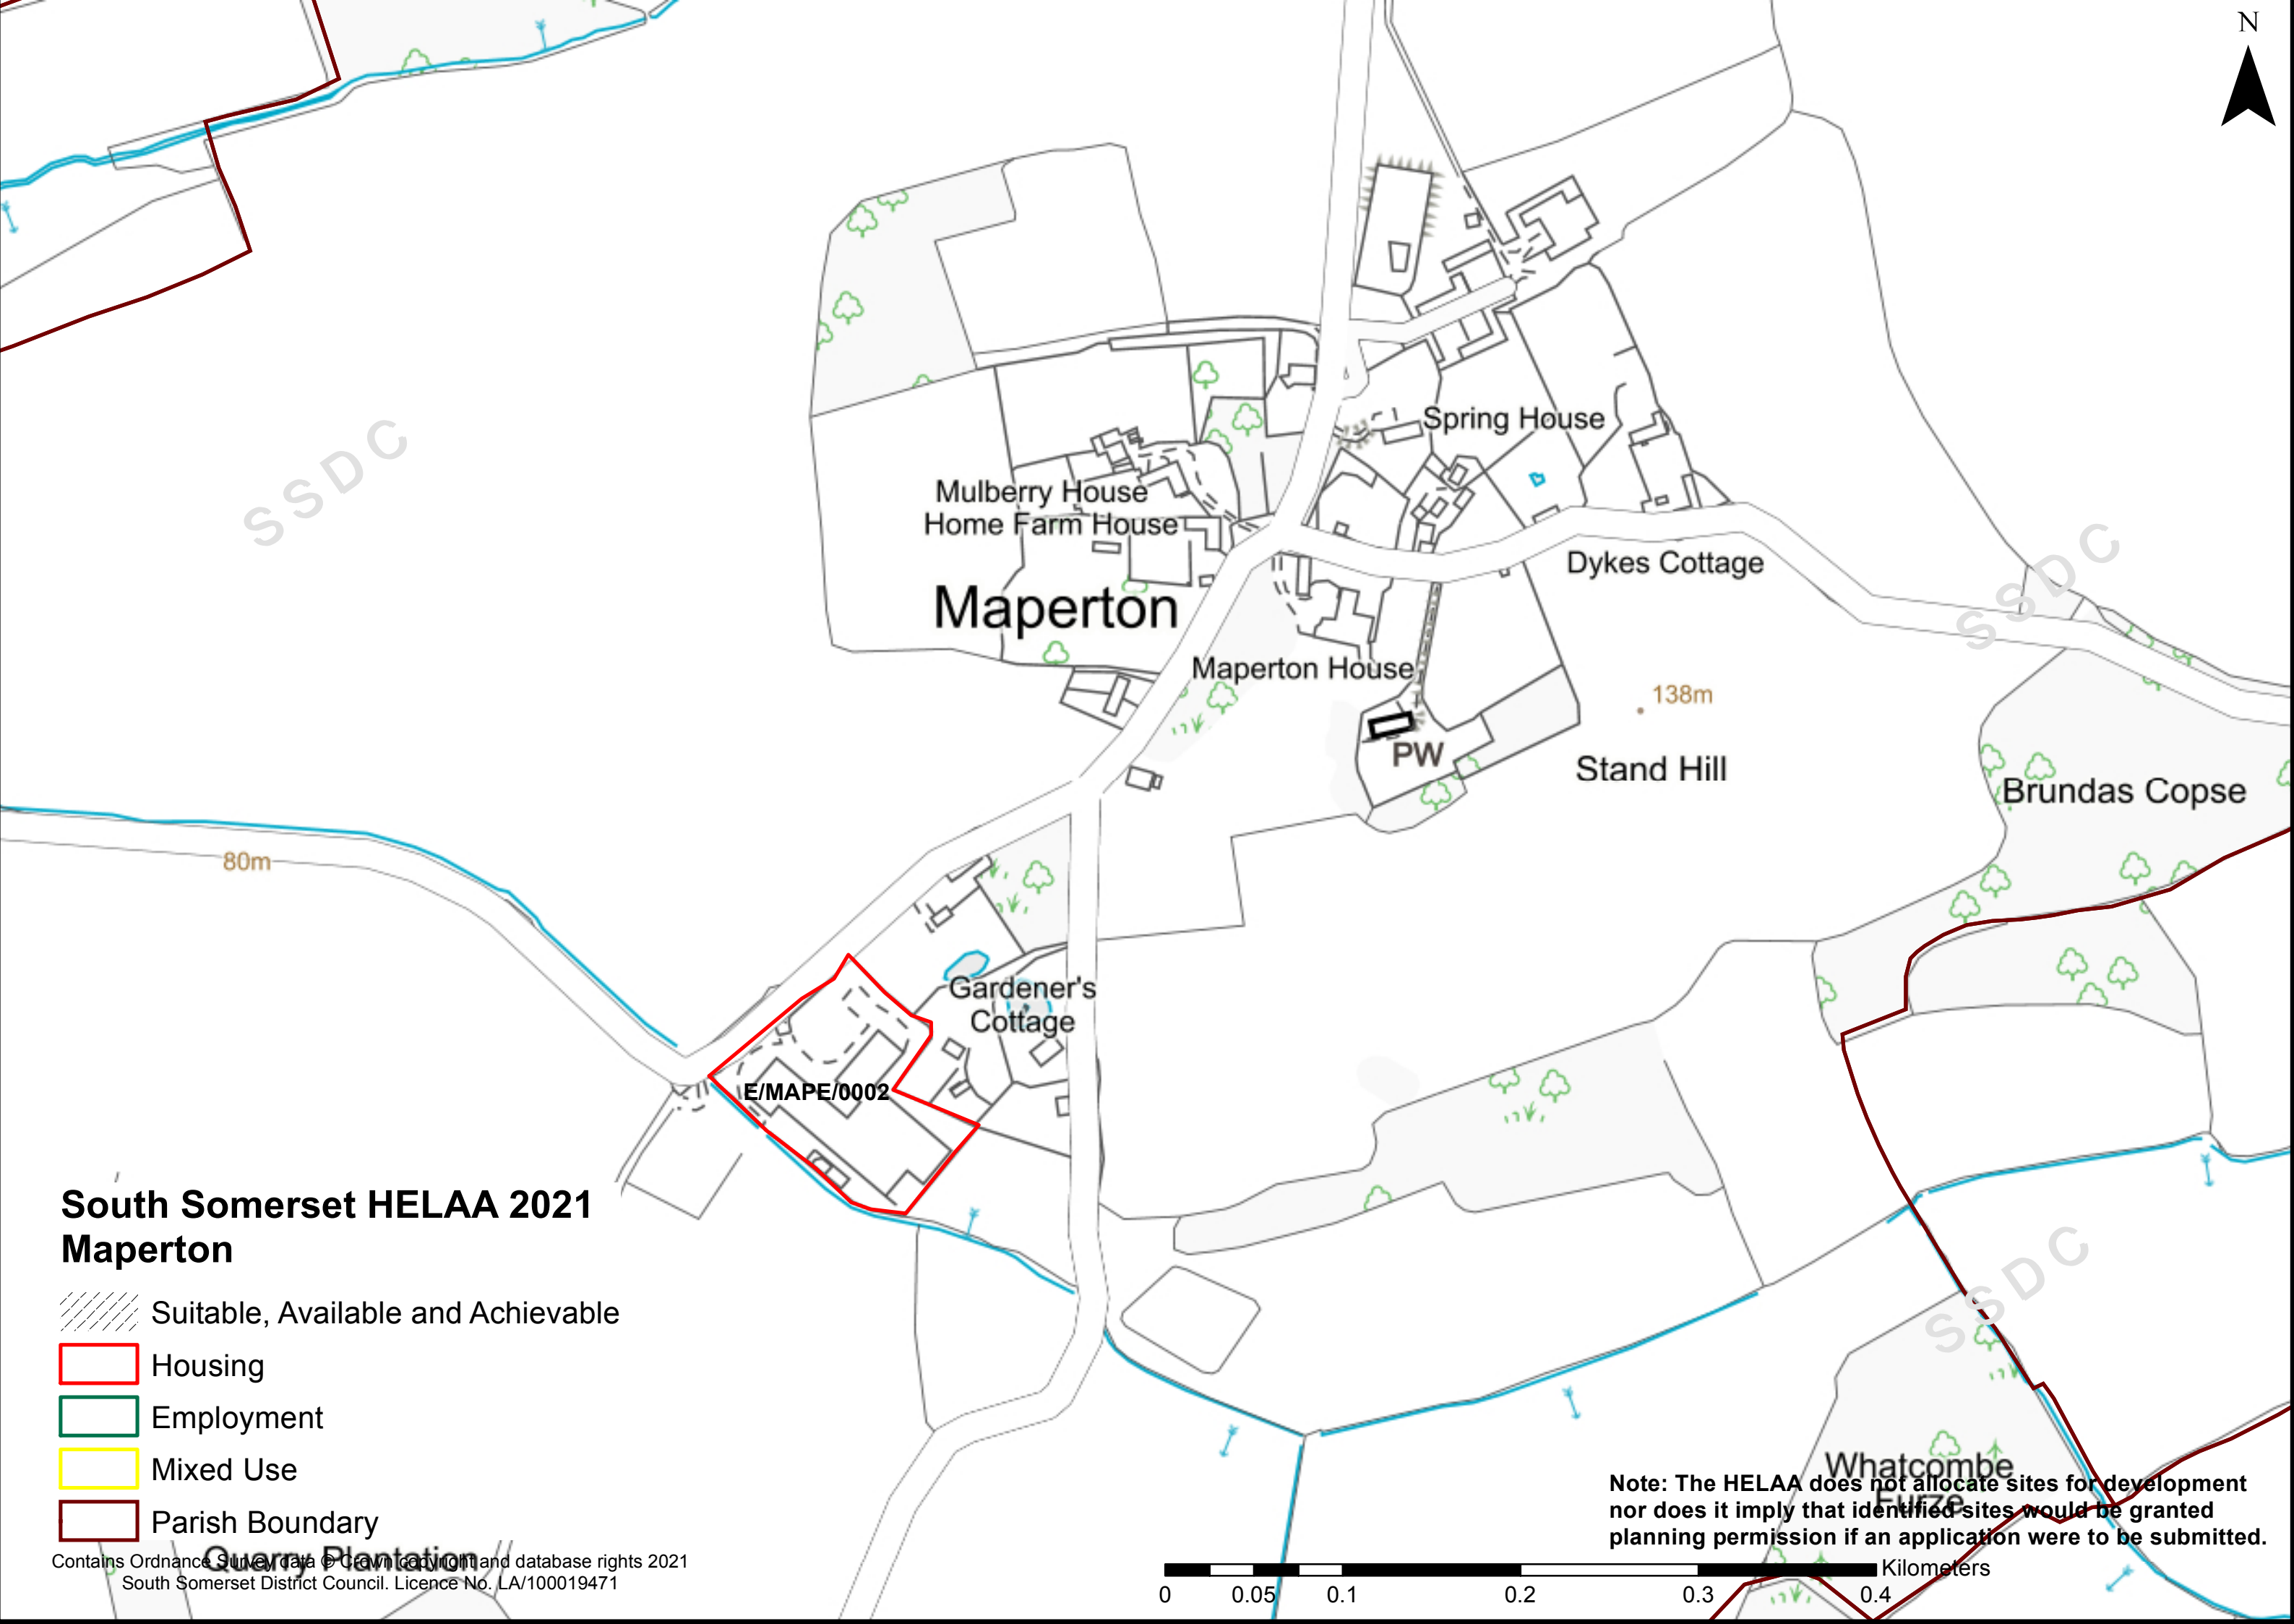 N
SSDC
Spring House
Mulberry House
Home Farm House
Dykes Cottage
SSDC
Maperton
Maperton House
138m
PW
Stand Hill
Brundas Copse
80m
Gardener's
Cottage
E/MAPE/0002
South Somerset HELAA 2021
Maperton
Suitable, Available and Achievable
Housing
Employment
Mixed Use
Parish Boundary
SSDC
Whatcombe
Furze
Note: The HELAA does not allocate sites for development
nor does it imply that identified sites would be granted
planning permission if an application were to be submitted.
Quarry Plantation
Contains Ordnance Survey data © Crown copyright and database rights 2021
South Somerset District Council. Licence No. LA/100019471
Kilometers
0 0.05 0.1 0.2 0.3 0.4